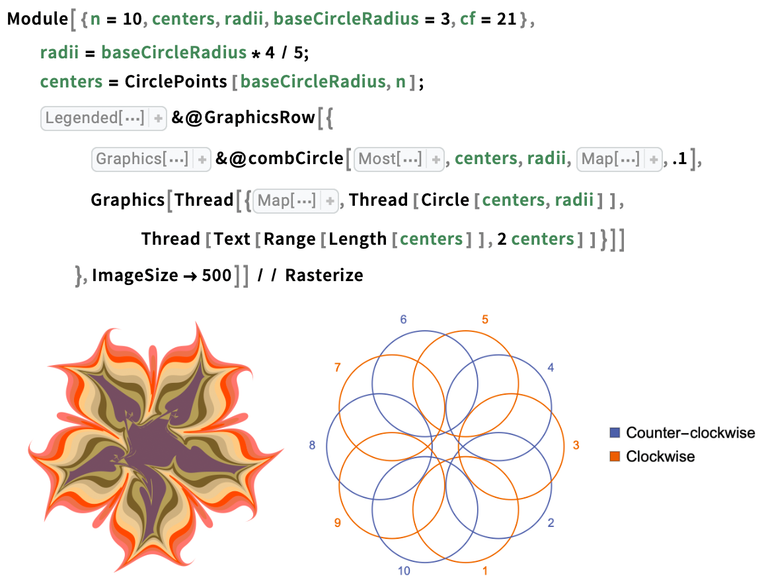 Module[{n = 10, centers, radii, baseCircleRadius = 3, cf = 21},
radii = baseCircleRadius * 4 / 5;
centers = CirclePoints[baseCircleRadius, n];
Legended[⋯] + &@GraphicsRow[{
Graphics[⋯] + &@combCircle[Most[⋯] +, centers, radii, Map[⋯] +, .1],
Graphics[Thread[{Map[⋯] +, Thread[Circle[centers, radii]],
Thread[Text[Range[Length[centers]], 2 centers]]}]]
}, ImageSize → 500]] // Rasterize
6
5
7
4
8
3
Counter-clockwise
Clockwise
9
2
10
1